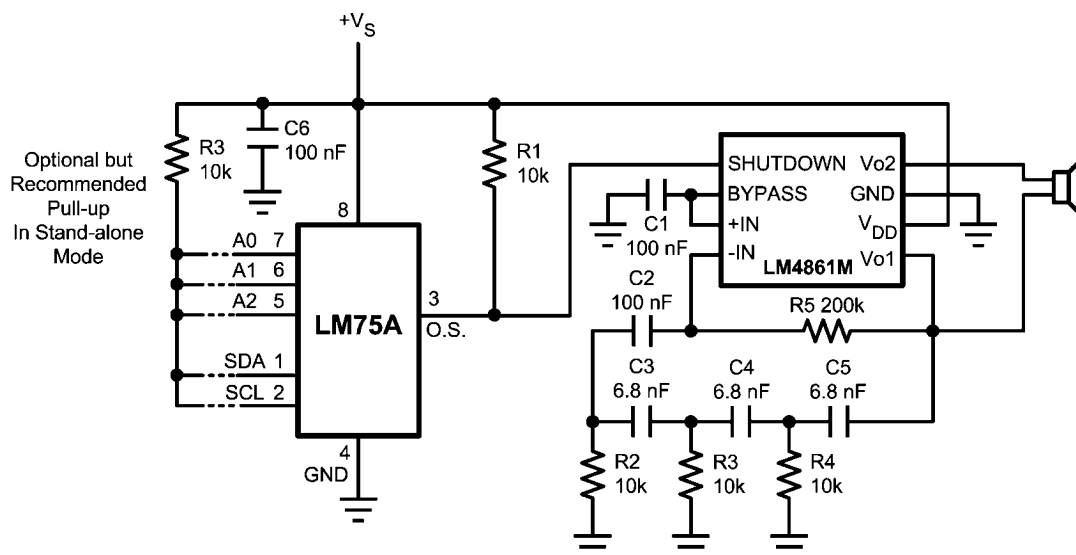 +VS
Optional but
Recommended
Pull-up
In Stand-alone
Mode
R3
10k
C6
100 nF
R1
10k
8
A0 7
A1 6
A2 5
SDA 1
SCL 2
LM75A
3
O.S.
4
GND
SHUTDOWN
BYPASS
+IN
-IN
Vo2
GND
VDD
Vo1
LM4861M
C1
100 nF
C2
100 nF
R5 200k
C3
6.8 nF
C4
6.8 nF
C5
6.8 nF
R2
10k
R3
10k
R4
10k